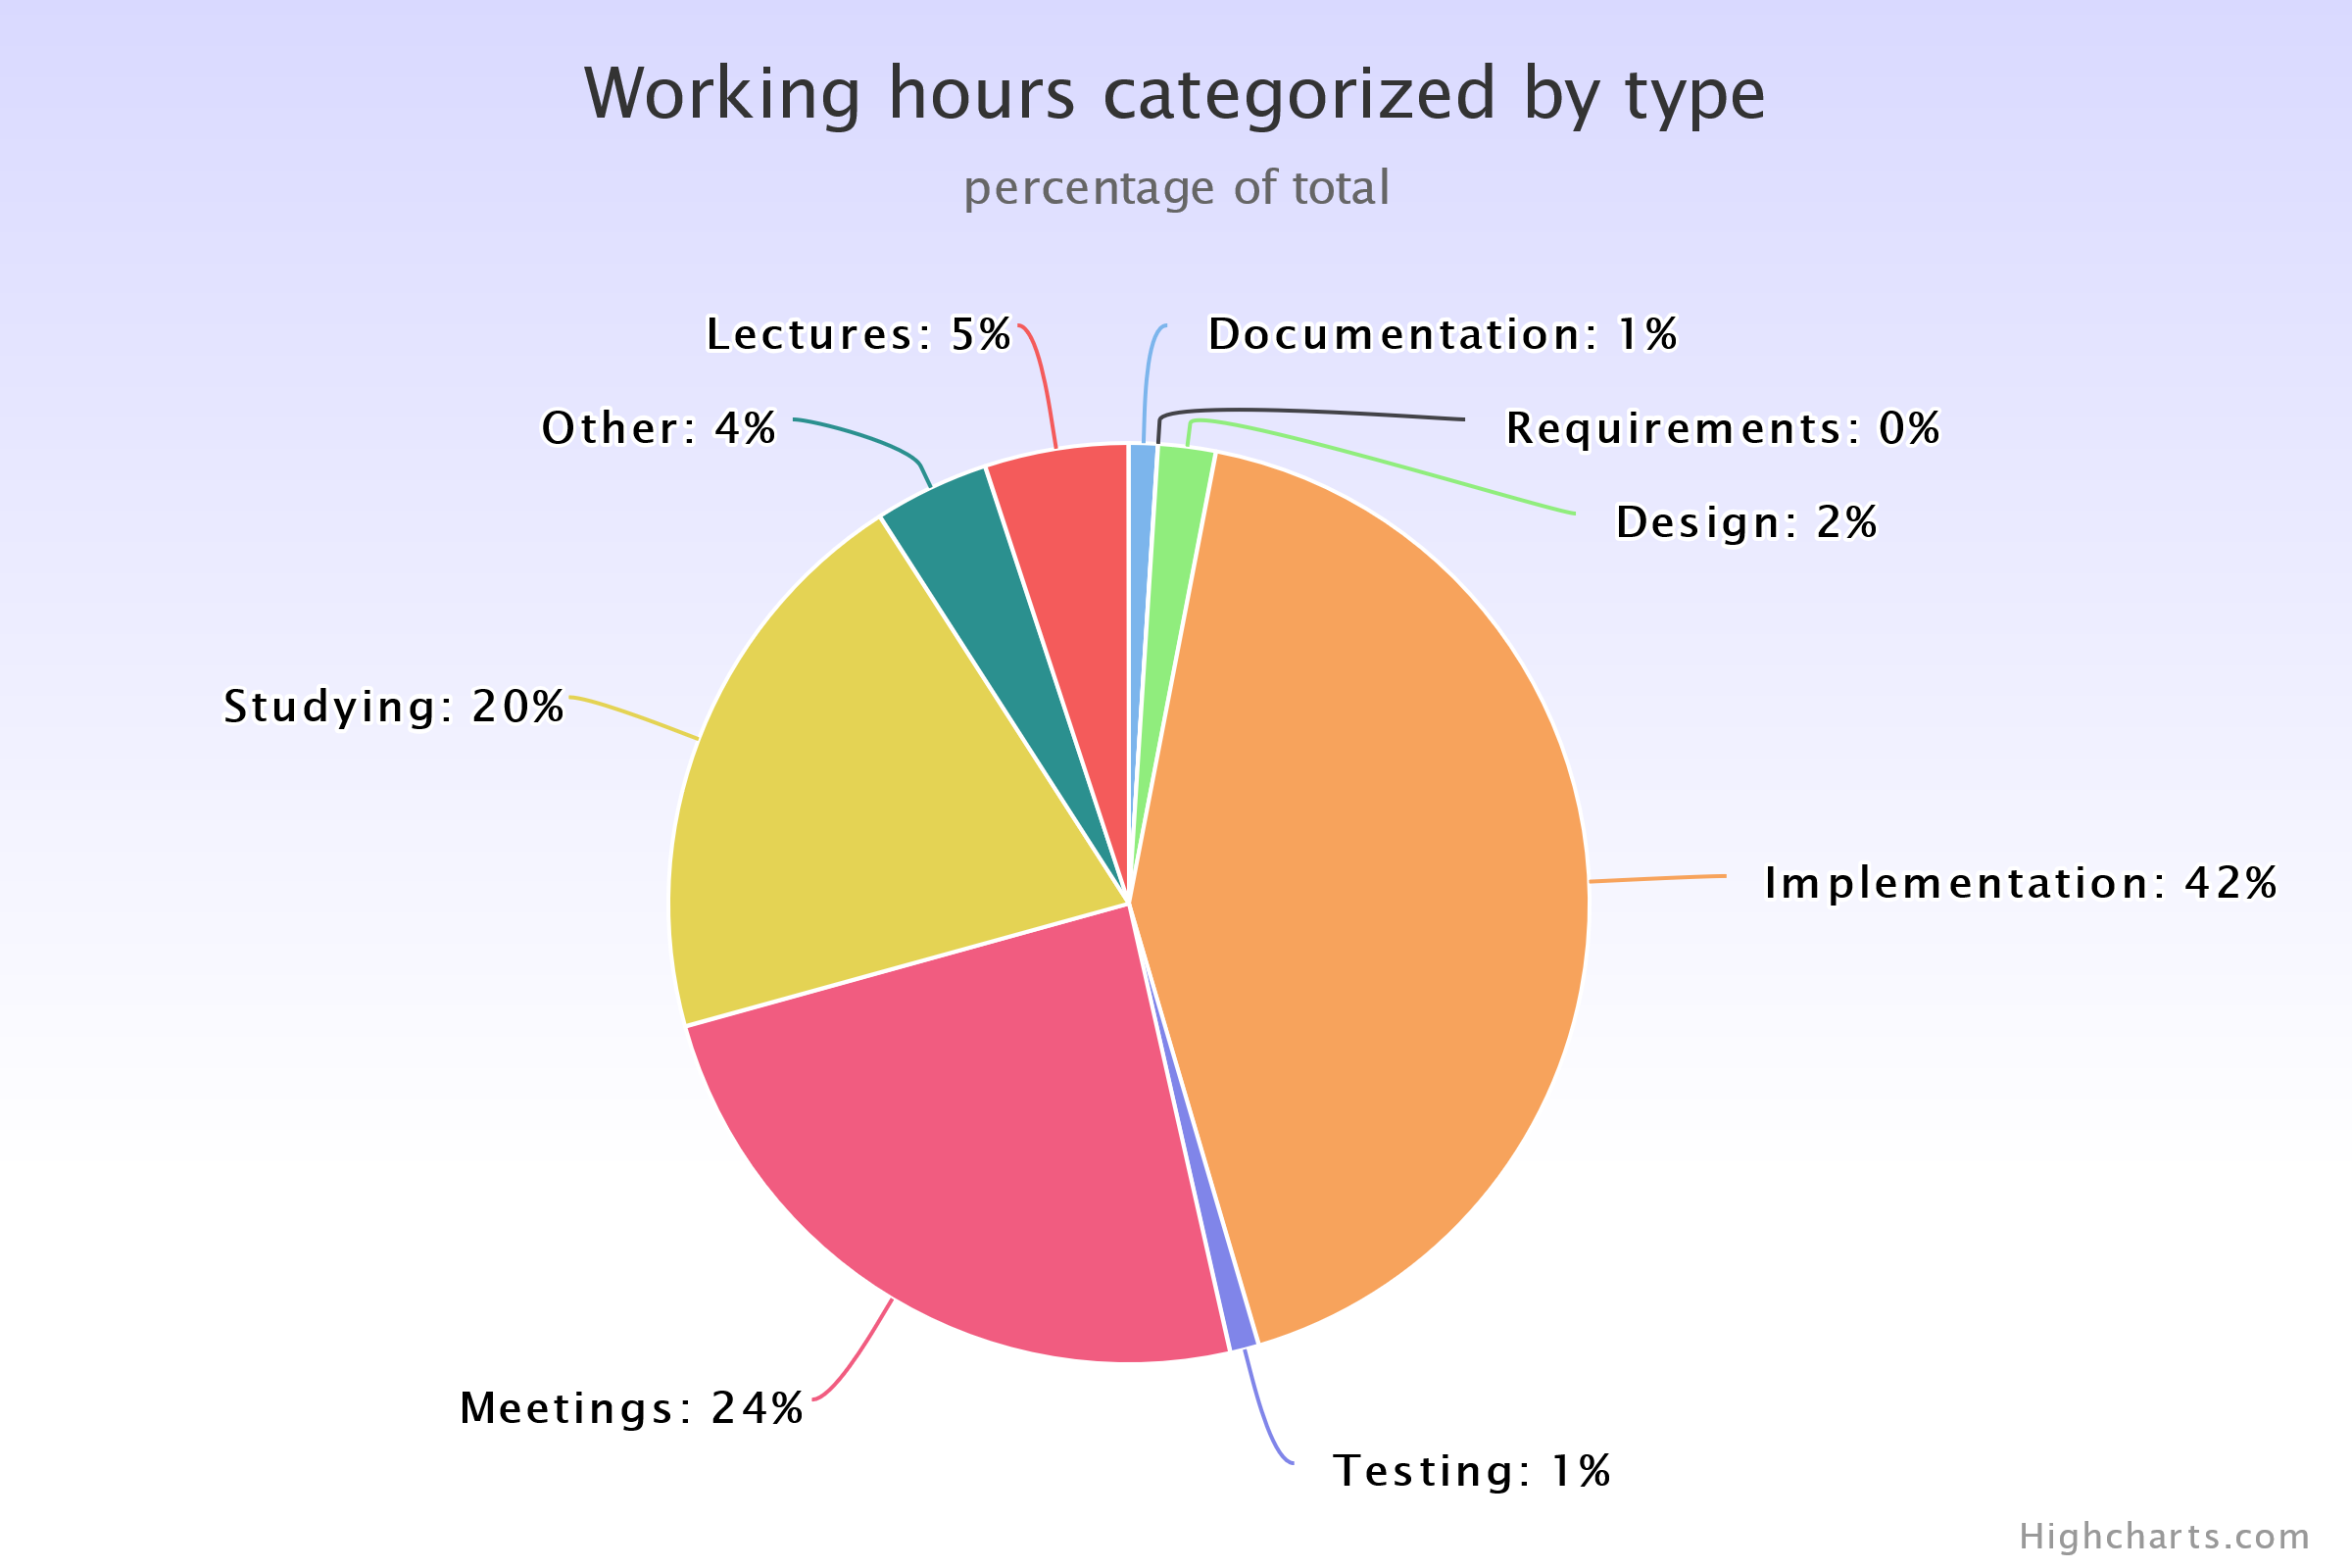 Working hours categorized by type
percentage of total
Lectures: 5%
Documentation: 1%
Other: 4%
Requirements: 0%
Design: 2%
Studying: 20%
Implementation: 42%
Meetings: 24%
Testing: 1%
Highcharts.com